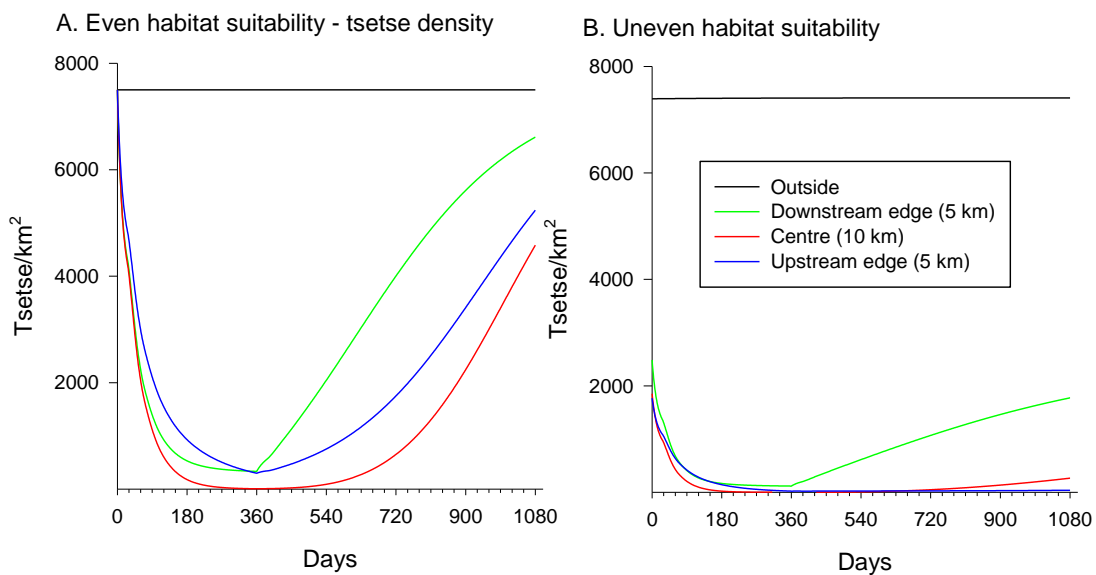 A. Even habitat suitability - tsetse density
8000
6000
4000
2000
Tsetse/km²
0 180 360 540 720 900 1080
Days
B. Uneven habitat suitability
8000
6000
4000
2000
Tsetse/km²
Outside
Downstream edge (5 km)
Centre (10 km)
Upstream edge (5 km)
0 180 360 540 720 900 1080
Days